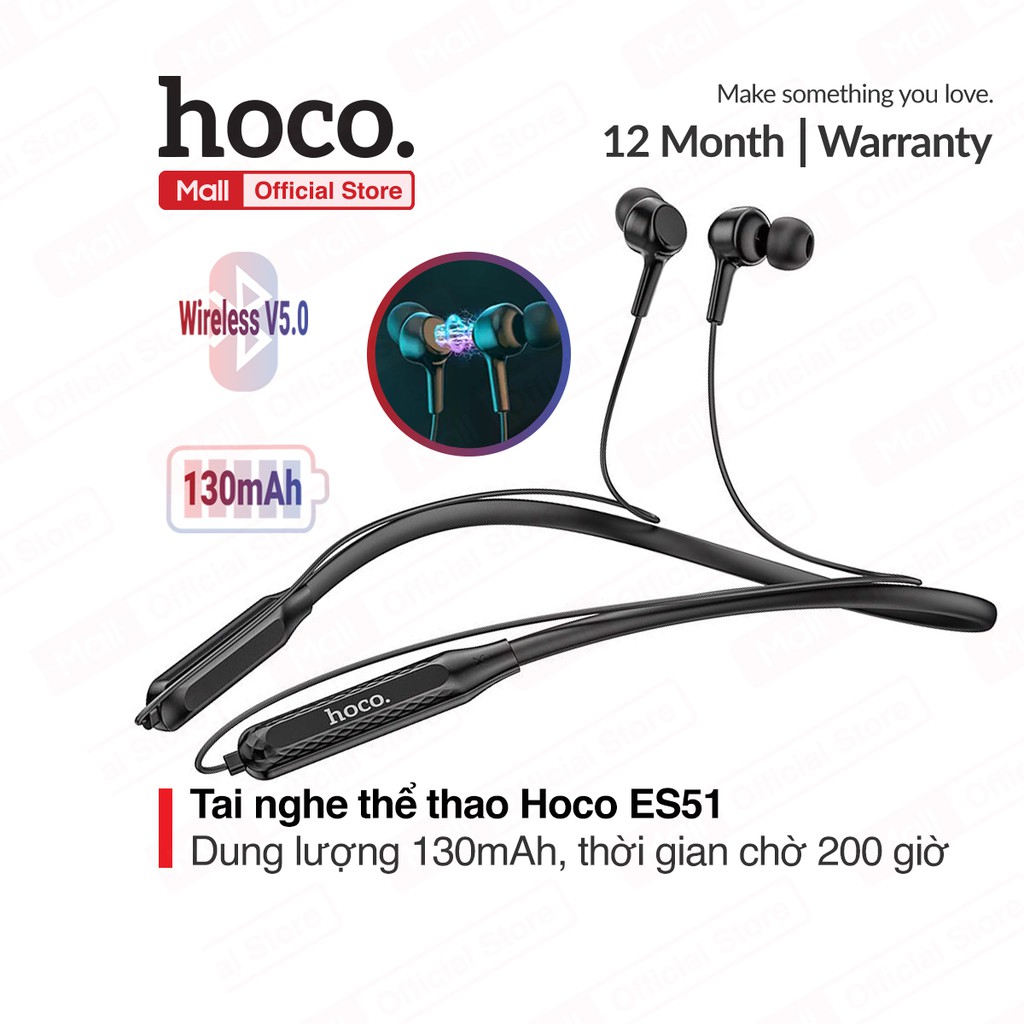 hoco.
Mall Official Store
Make something you love.
12 Month | Warranty
Wireless V5.0
130mAh
hoco.
Tai nghe thể thao Hoco ES51
Dung lượng 130mAh, thời gian chờ 200 giờ